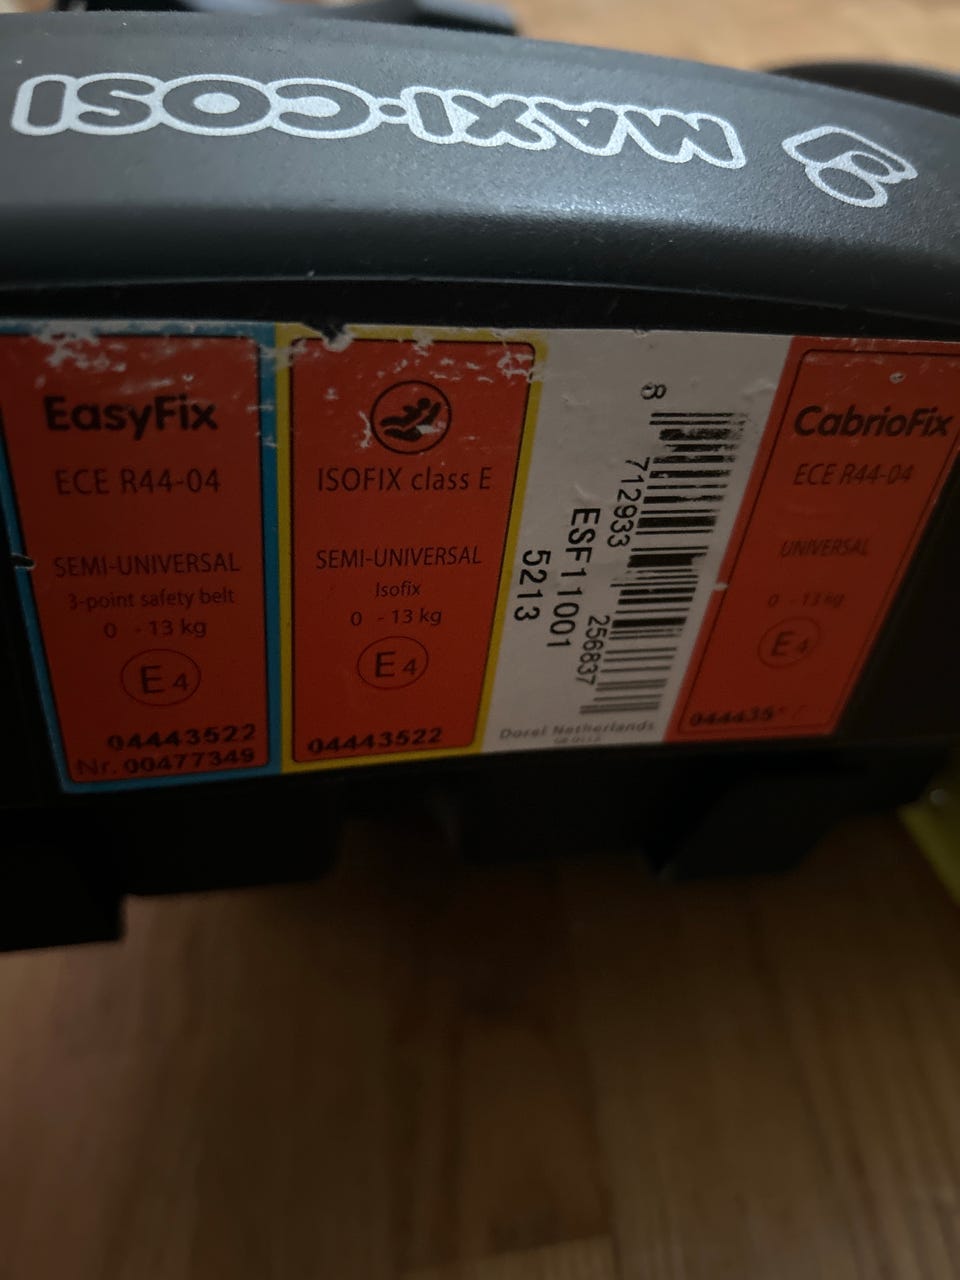 MAXI·COSI
EasyFix
ECE R44-04
SEMI-UNIVERSAL
3-point safety belt
0 - 13 kg
E4
04443522
Nr. 00477349
ISOFIX class E
SEMI-UNIVERSAL
Isofix
0 - 13 kg
E4
04443522
8 712933 256837
ESF11001
5213
Dorel Netherlands
CabrioFix
ECE R44-04
UNIVERSAL
0 - 13 kg
E4